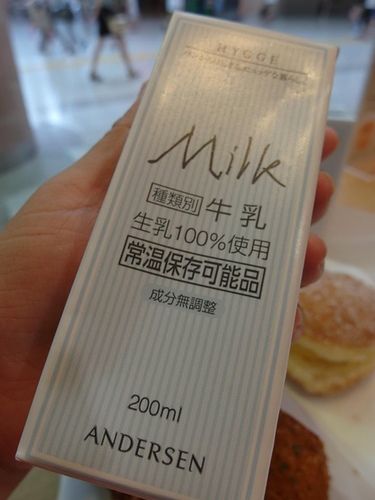 HYGGE
Milk
種類別 牛乳
生乳100%使用
常温保存可能品
成分無調整
200ml
ANDERSEN